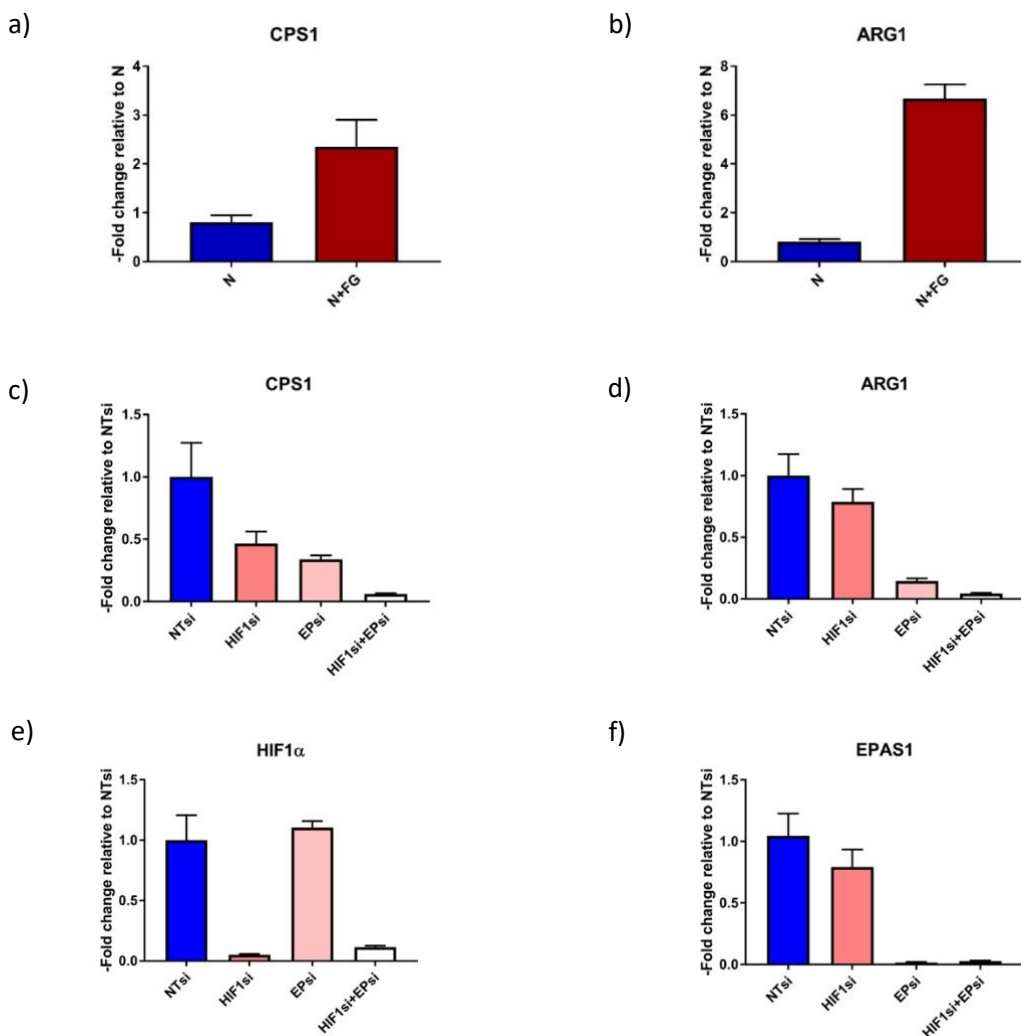 a)
CPS1
-Fold change relative to N
4
3
2
1
0
N
N+FG
b)
ARG1
-Fold change relative to N
8
6
4
2
0
N
N+FG
c)
CPS1
-Fold change relative to NTsi
1.5
1.0
0.5
0.0
NTsi
HIF1si
EPsi
HIF1si+EPsi
d)
ARG1
-Fold change relative to NTsi
1.5
1.0
0.5
0.0
NTsi
HIF1si
EPsi
HIF1si+EPsi
e)
HIF1α
-Fold change relative to NTsi
1.5
1.0
0.5
0.0
NTsi
HIF1si
EPsi
HIF1si+EPsi
f)
EPAS1
-Fold change relative to NTsi
1.5
1.0
0.5
0.0
NTsi
HIF1si
EPsi
HIF1si+EPsi